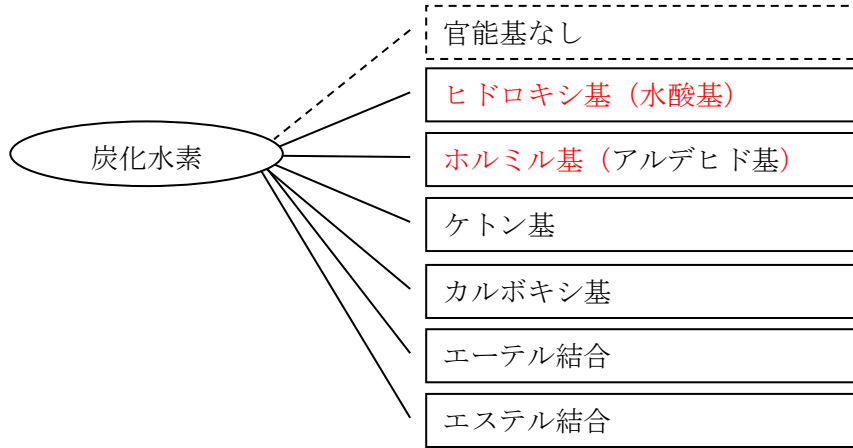 官能基なし
ヒドロキシ基（水酸基）
炭化水素
ホルミル基（アルデヒド基）
ケトン基
カルボキシ基
エーテル結合
エステル結合